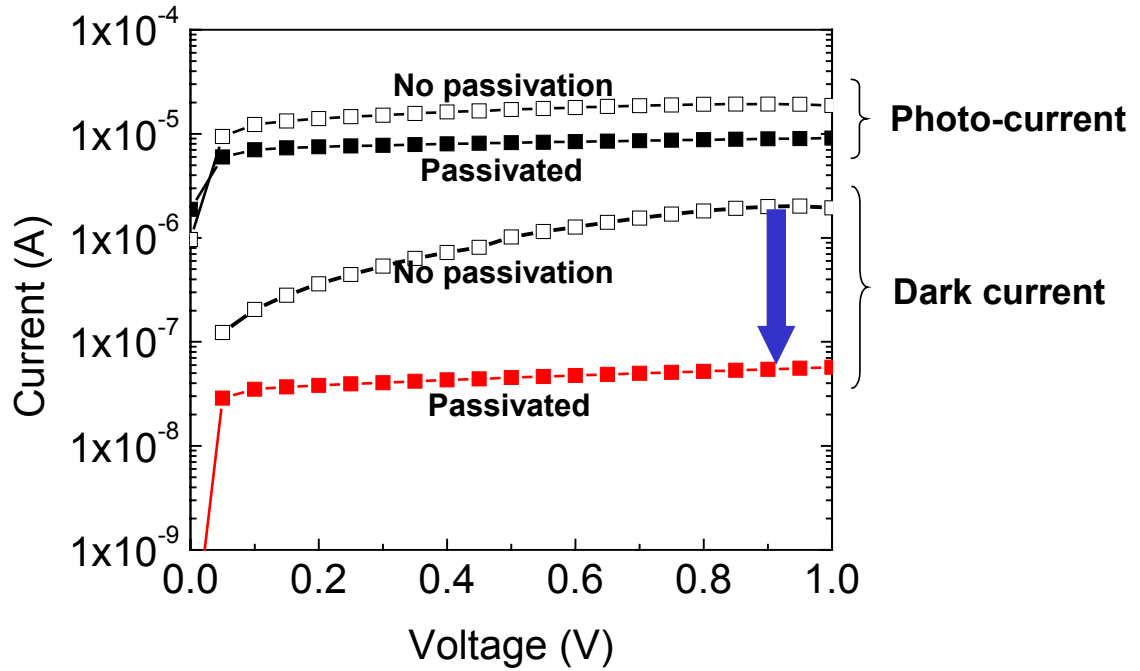 1x10⁻⁴
1x10⁻⁵
1x10⁻⁶
1x10⁻⁷
1x10⁻⁸
1x10⁻⁹
Current (A)
No passivation
Passivated
No passivation
Passivated
Photo-current
Dark current
0.0 0.2 0.4 0.6 0.8 1.0
Voltage (V)